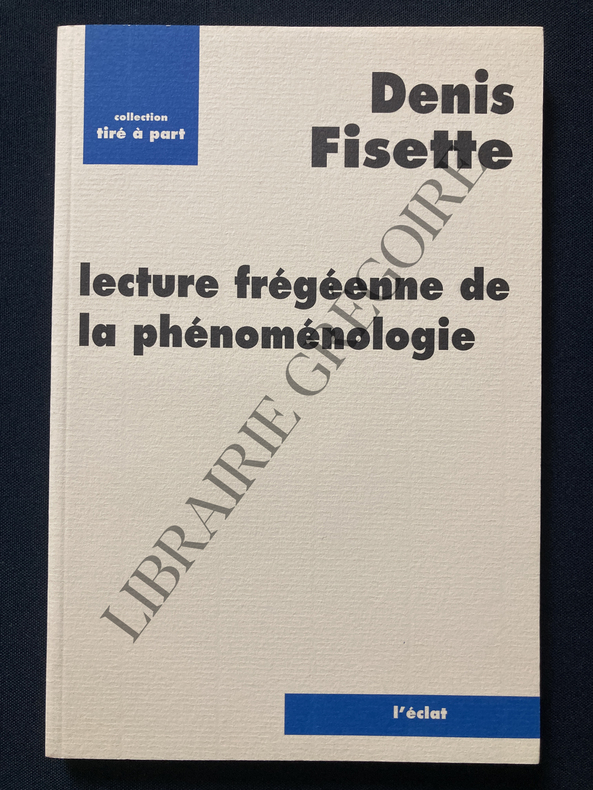 collection
tiré à part
Denis
Fisette
lecture frégéenne de
la phénoménologie
LIBRAIRIE GREGOIRE
l'éclat